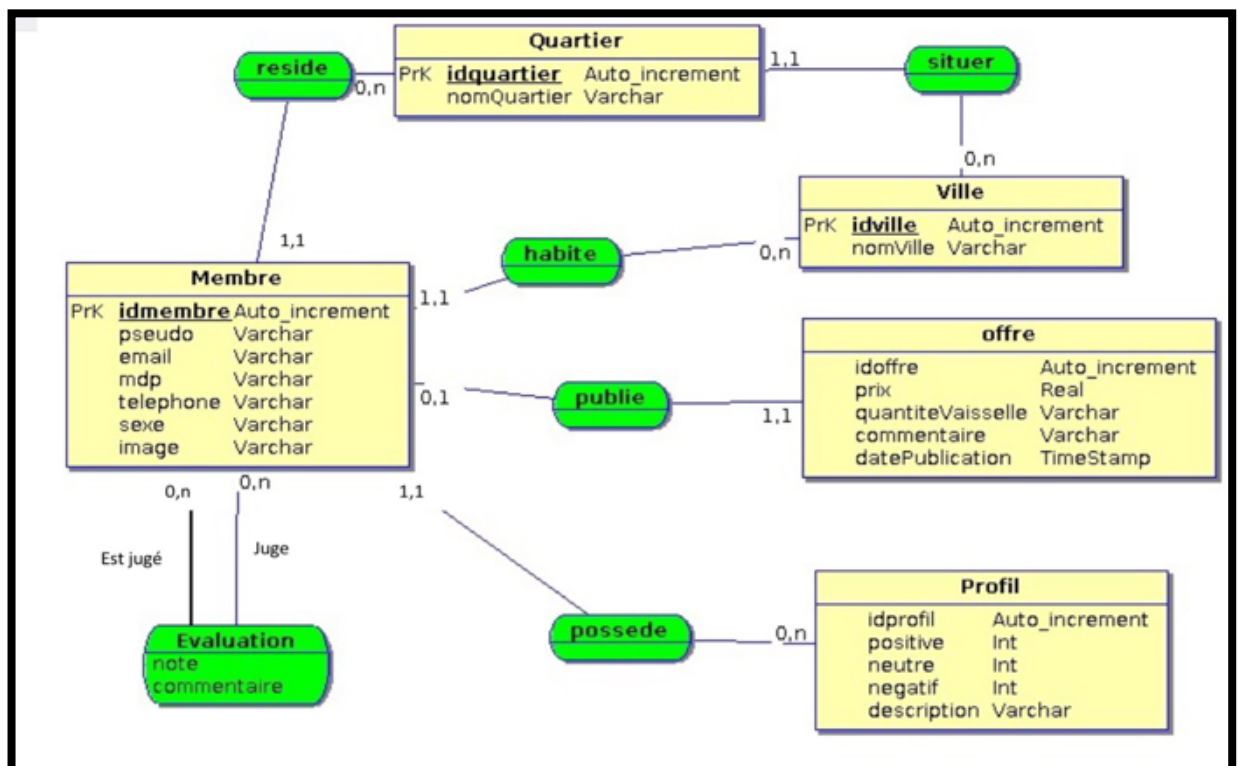 Quartier
PrK idquartier Auto_increment
nomQuartier Varchar
reside
0,n
1,1
situer
0,n
Ville
PrK idville Auto_increment
nomVille Varchar
1,1
habite
0,n
1,1
Membre
PrK idmembre Auto_increment
pseudo Varchar
email Varchar
mdp Varchar
telephone Varchar
sexe Varchar
image Varchar
offre
idoffre Auto_increment
prix Real
quantiteVaisselle Varchar
commentaire Varchar
datePublication TimeStamp
0,1
publie
1,1
0,n
0,n
1,1
Est jugé
Juge
Evaluation
note
commentaire
possede
0,n
Profil
idprofil Auto_increment
positive Int
neutre Int
negatif Int
description Varchar